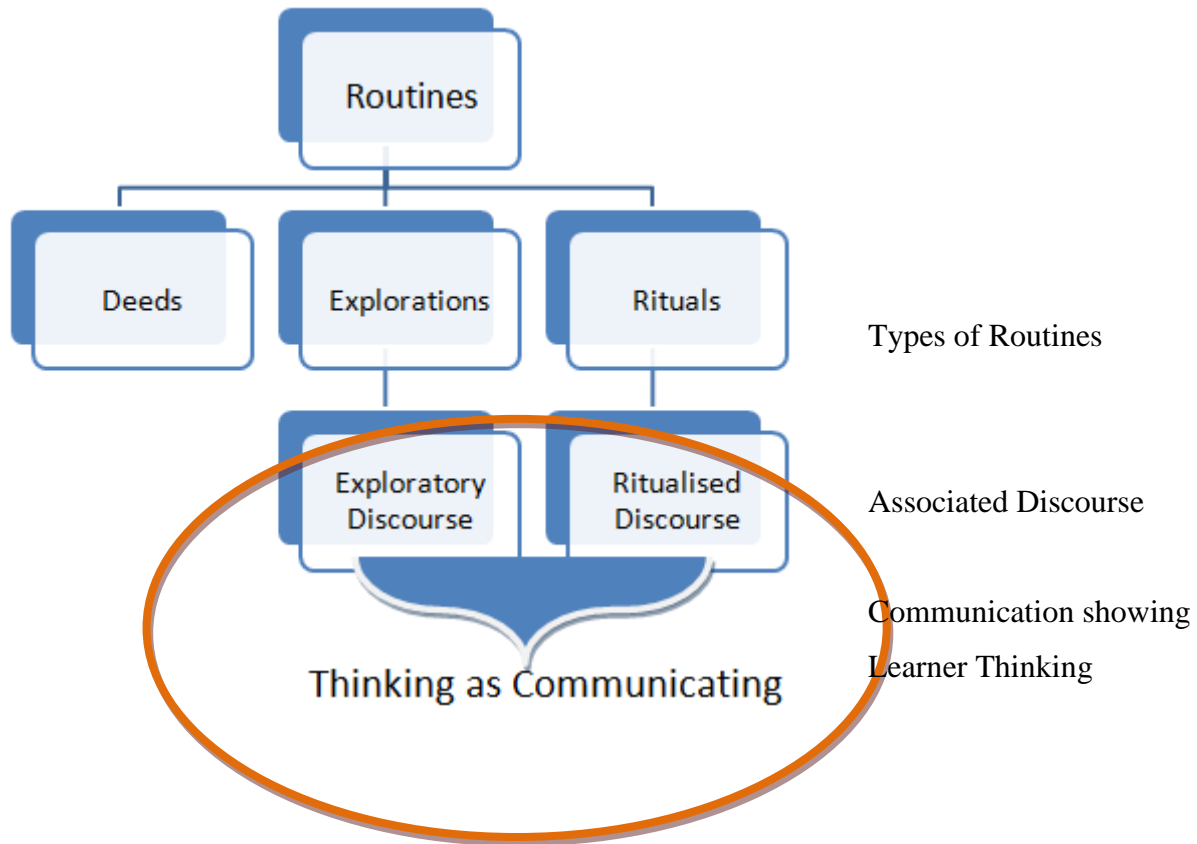 Routines
Deeds
Explorations
Rituals
Types of Routines
Exploratory
Discourse
Ritualised
Discourse
Associated Discourse
Communication showing
Learner Thinking
Thinking as Communicating